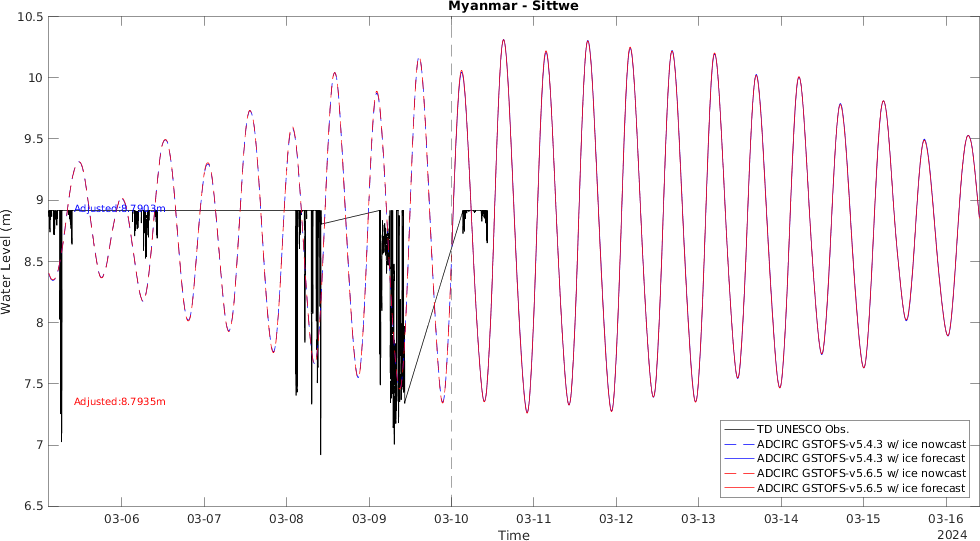 Myanmar - Sittwe
10.5
10
9.5
9
8.5
8
7.5
7
6.5
Water Level (m)
Adjusted:8.7903m
Adjusted:8.7935m
TD UNESCO Obs.
ADCIRC GSTOFS-v5.4.3 w/ ice nowcast
ADCIRC GSTOFS-v5.4.3 w/ ice forecast
ADCIRC GSTOFS-v5.6.5 w/ ice nowcast
ADCIRC GSTOFS-v5.6.5 w/ ice forecast
03-06 03-07 03-08 03-09 03-10 03-11 03-12 03-13 03-14 03-15 03-16
Time
2024